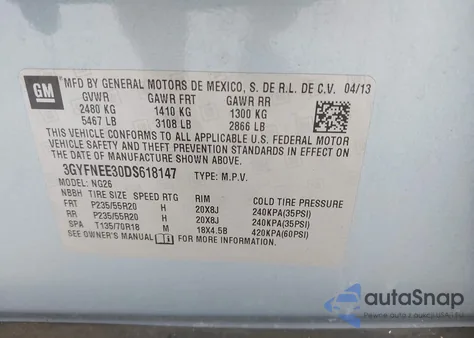 GM
MFD BY GENERAL MOTORS DE MEXICO, S. DE R.L. DE C.V. 04/13
GVWR GAWR FRT GAWR RR
2480 KG 1410 KG 1300 KG
5467 LB 3108 LB 2866 LB
THIS VEHICLE CONFORMS TO ALL APPLICABLE U.S. FEDERAL MOTOR
VEHICLE SAFETY AND THEFT PREVENTION STANDARDS IN EFFECT ON
THE DATE OF MANUFACTURE SHOWN ABOVE.
3GYFNEE30DS618147 TYPE: M.P.V.
MODEL: NG26
NBBH TIRE SIZE SPEED RTG RIM COLD TIRE PRESSURE
FRT P235/55R20 H 20X8J 240KPA(35PSI)
RR P235/55R20 H 20X8J 240KPA(35PSI)
SPA T135/70R18 M 18X4.5B 420KPA(60PSI)
SEE OWNER'S MANUAL FOR MORE INFORMATION.
autoSnap
Pewne auto z aukcji USA